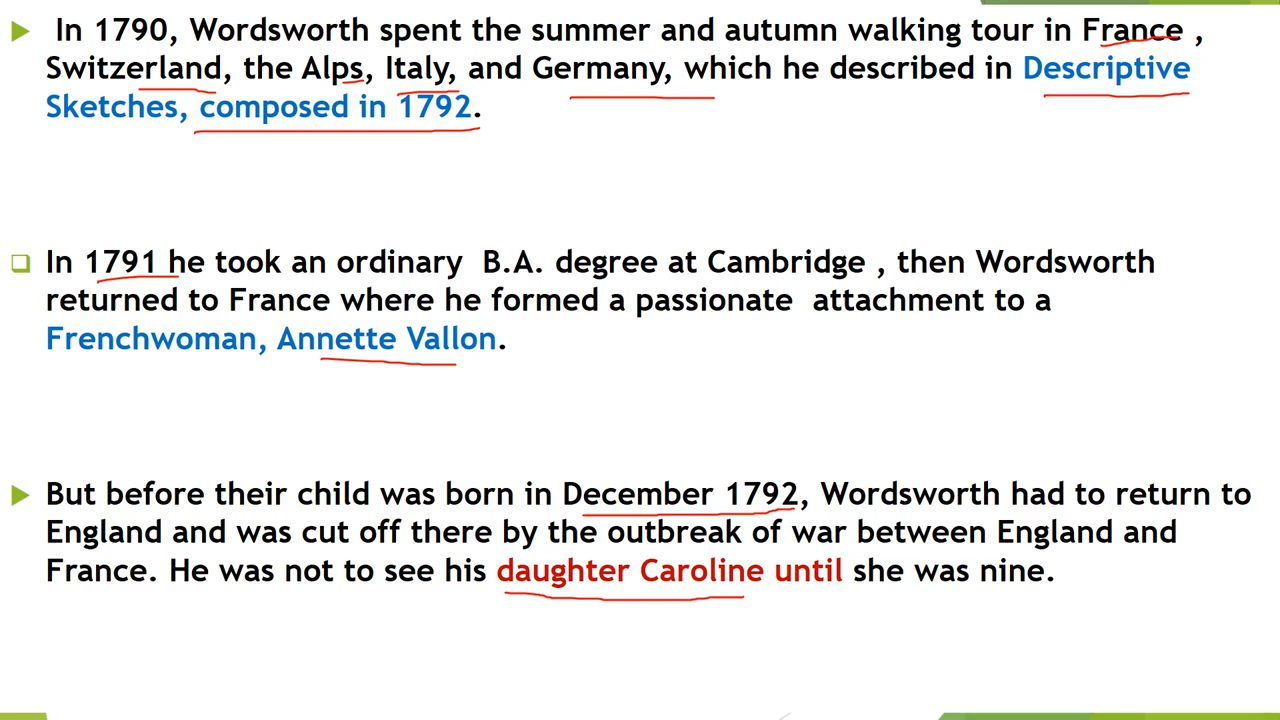 In 1790, Wordsworth spent the summer and autumn walking tour in France ,
Switzerland, the Alps, Italy, and Germany, which he described in Descriptive
Sketches, composed in 1792.
In 1791 he took an ordinary B.A. degree at Cambridge , then Wordsworth
returned to France where he formed a passionate attachment to a
Frenchwoman, Annette Vallon.
But before their child was born in December 1792, Wordsworth had to return to
England and was cut off there by the outbreak of war between England and
France. He was not to see his daughter Caroline until she was nine.